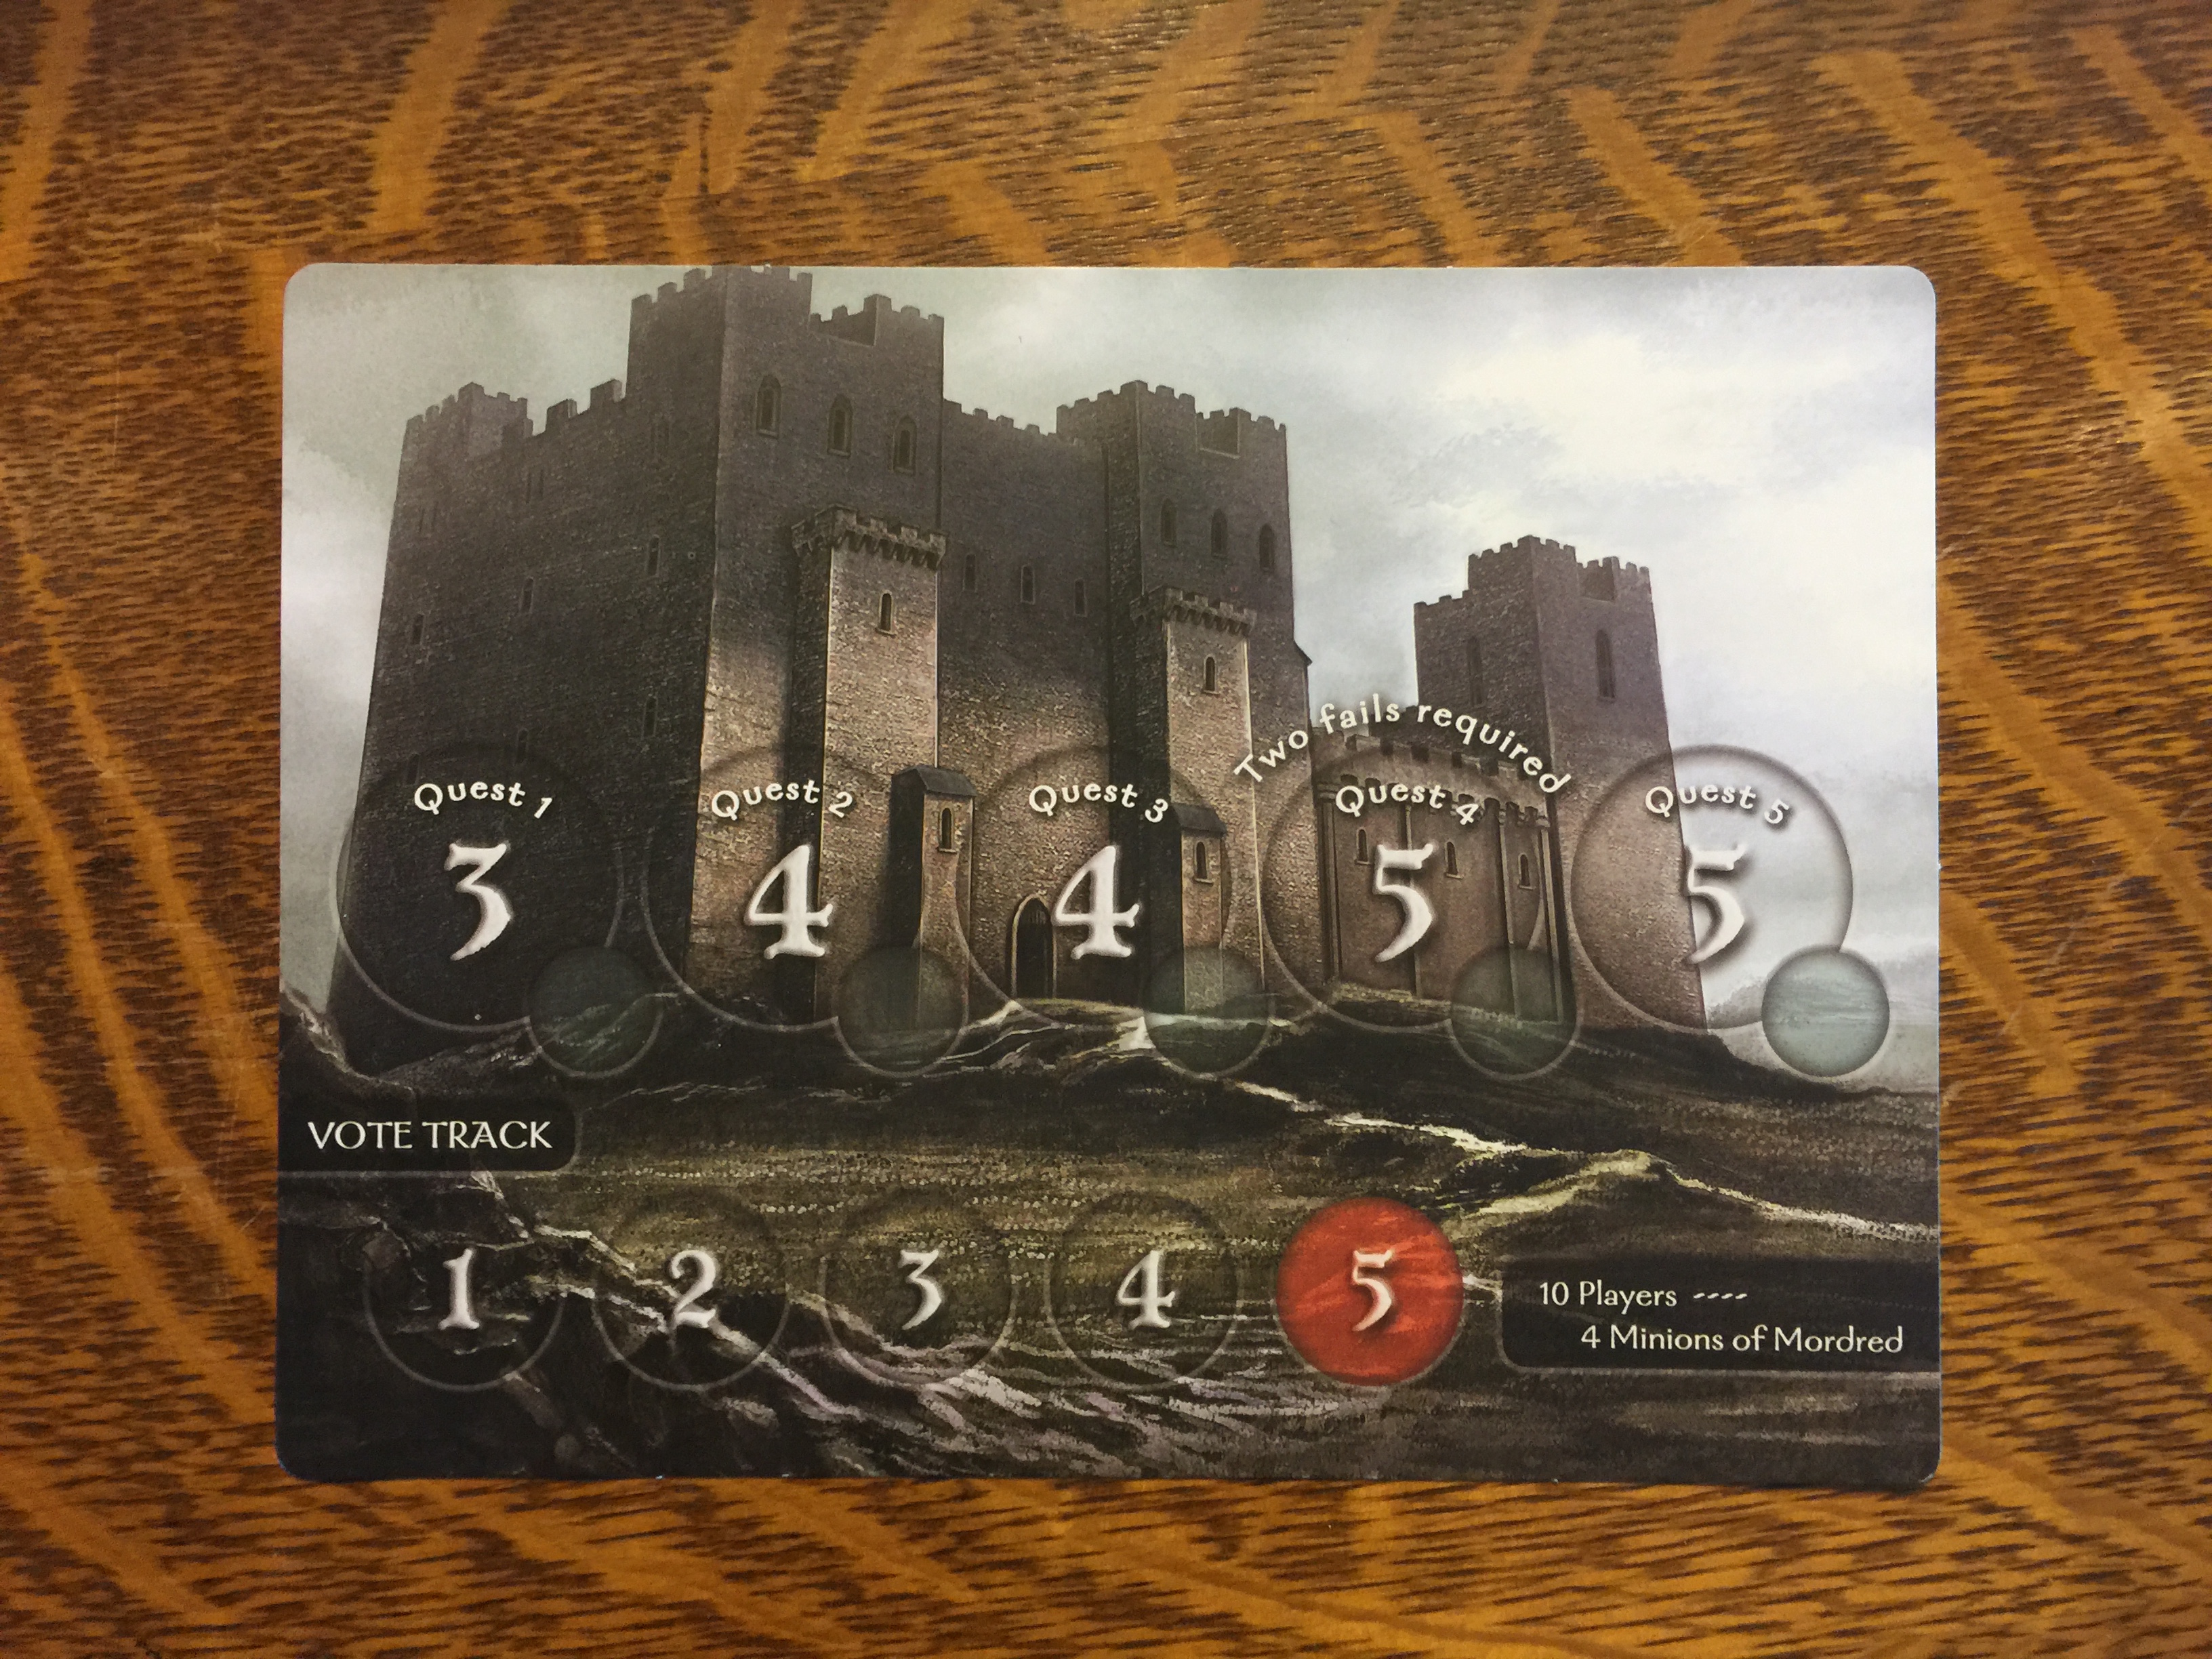 Two fails required
Quest 1
Quest 2
Quest 3
Quest 4
Quest 5
3
4
4
5
5
VOTE TRACK
1
2
3
4
5
10 Players ----
4 Minions of Mordred